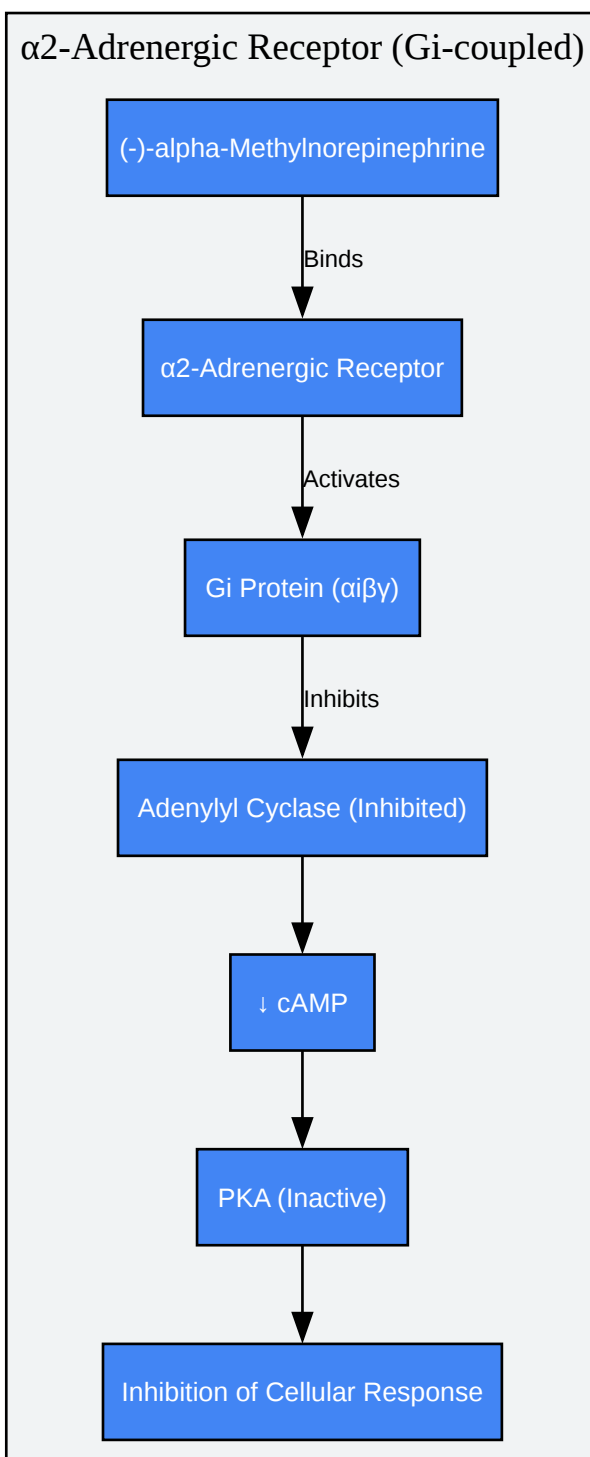 α2-Adrenergic Receptor (Gi-coupled)
(-)-alpha-Methylnorepinephrine
Binds
α2-Adrenergic Receptor
Activates
Gi Protein (αiβγ)
Inhibits
Adenylyl Cyclase (Inhibited)
↓ cAMP
PKA (Inactive)
Inhibition of Cellular Response